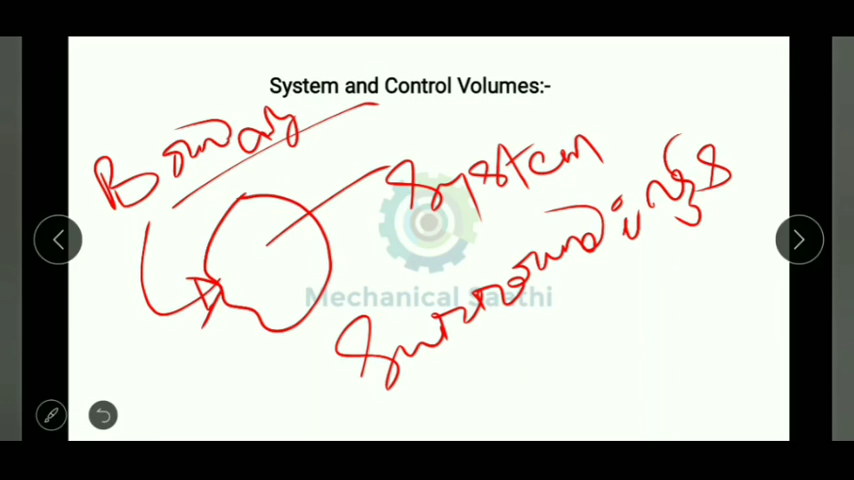 System and Control Volumes:-
Boundary
System
Surroundings
Mechanical Saathi